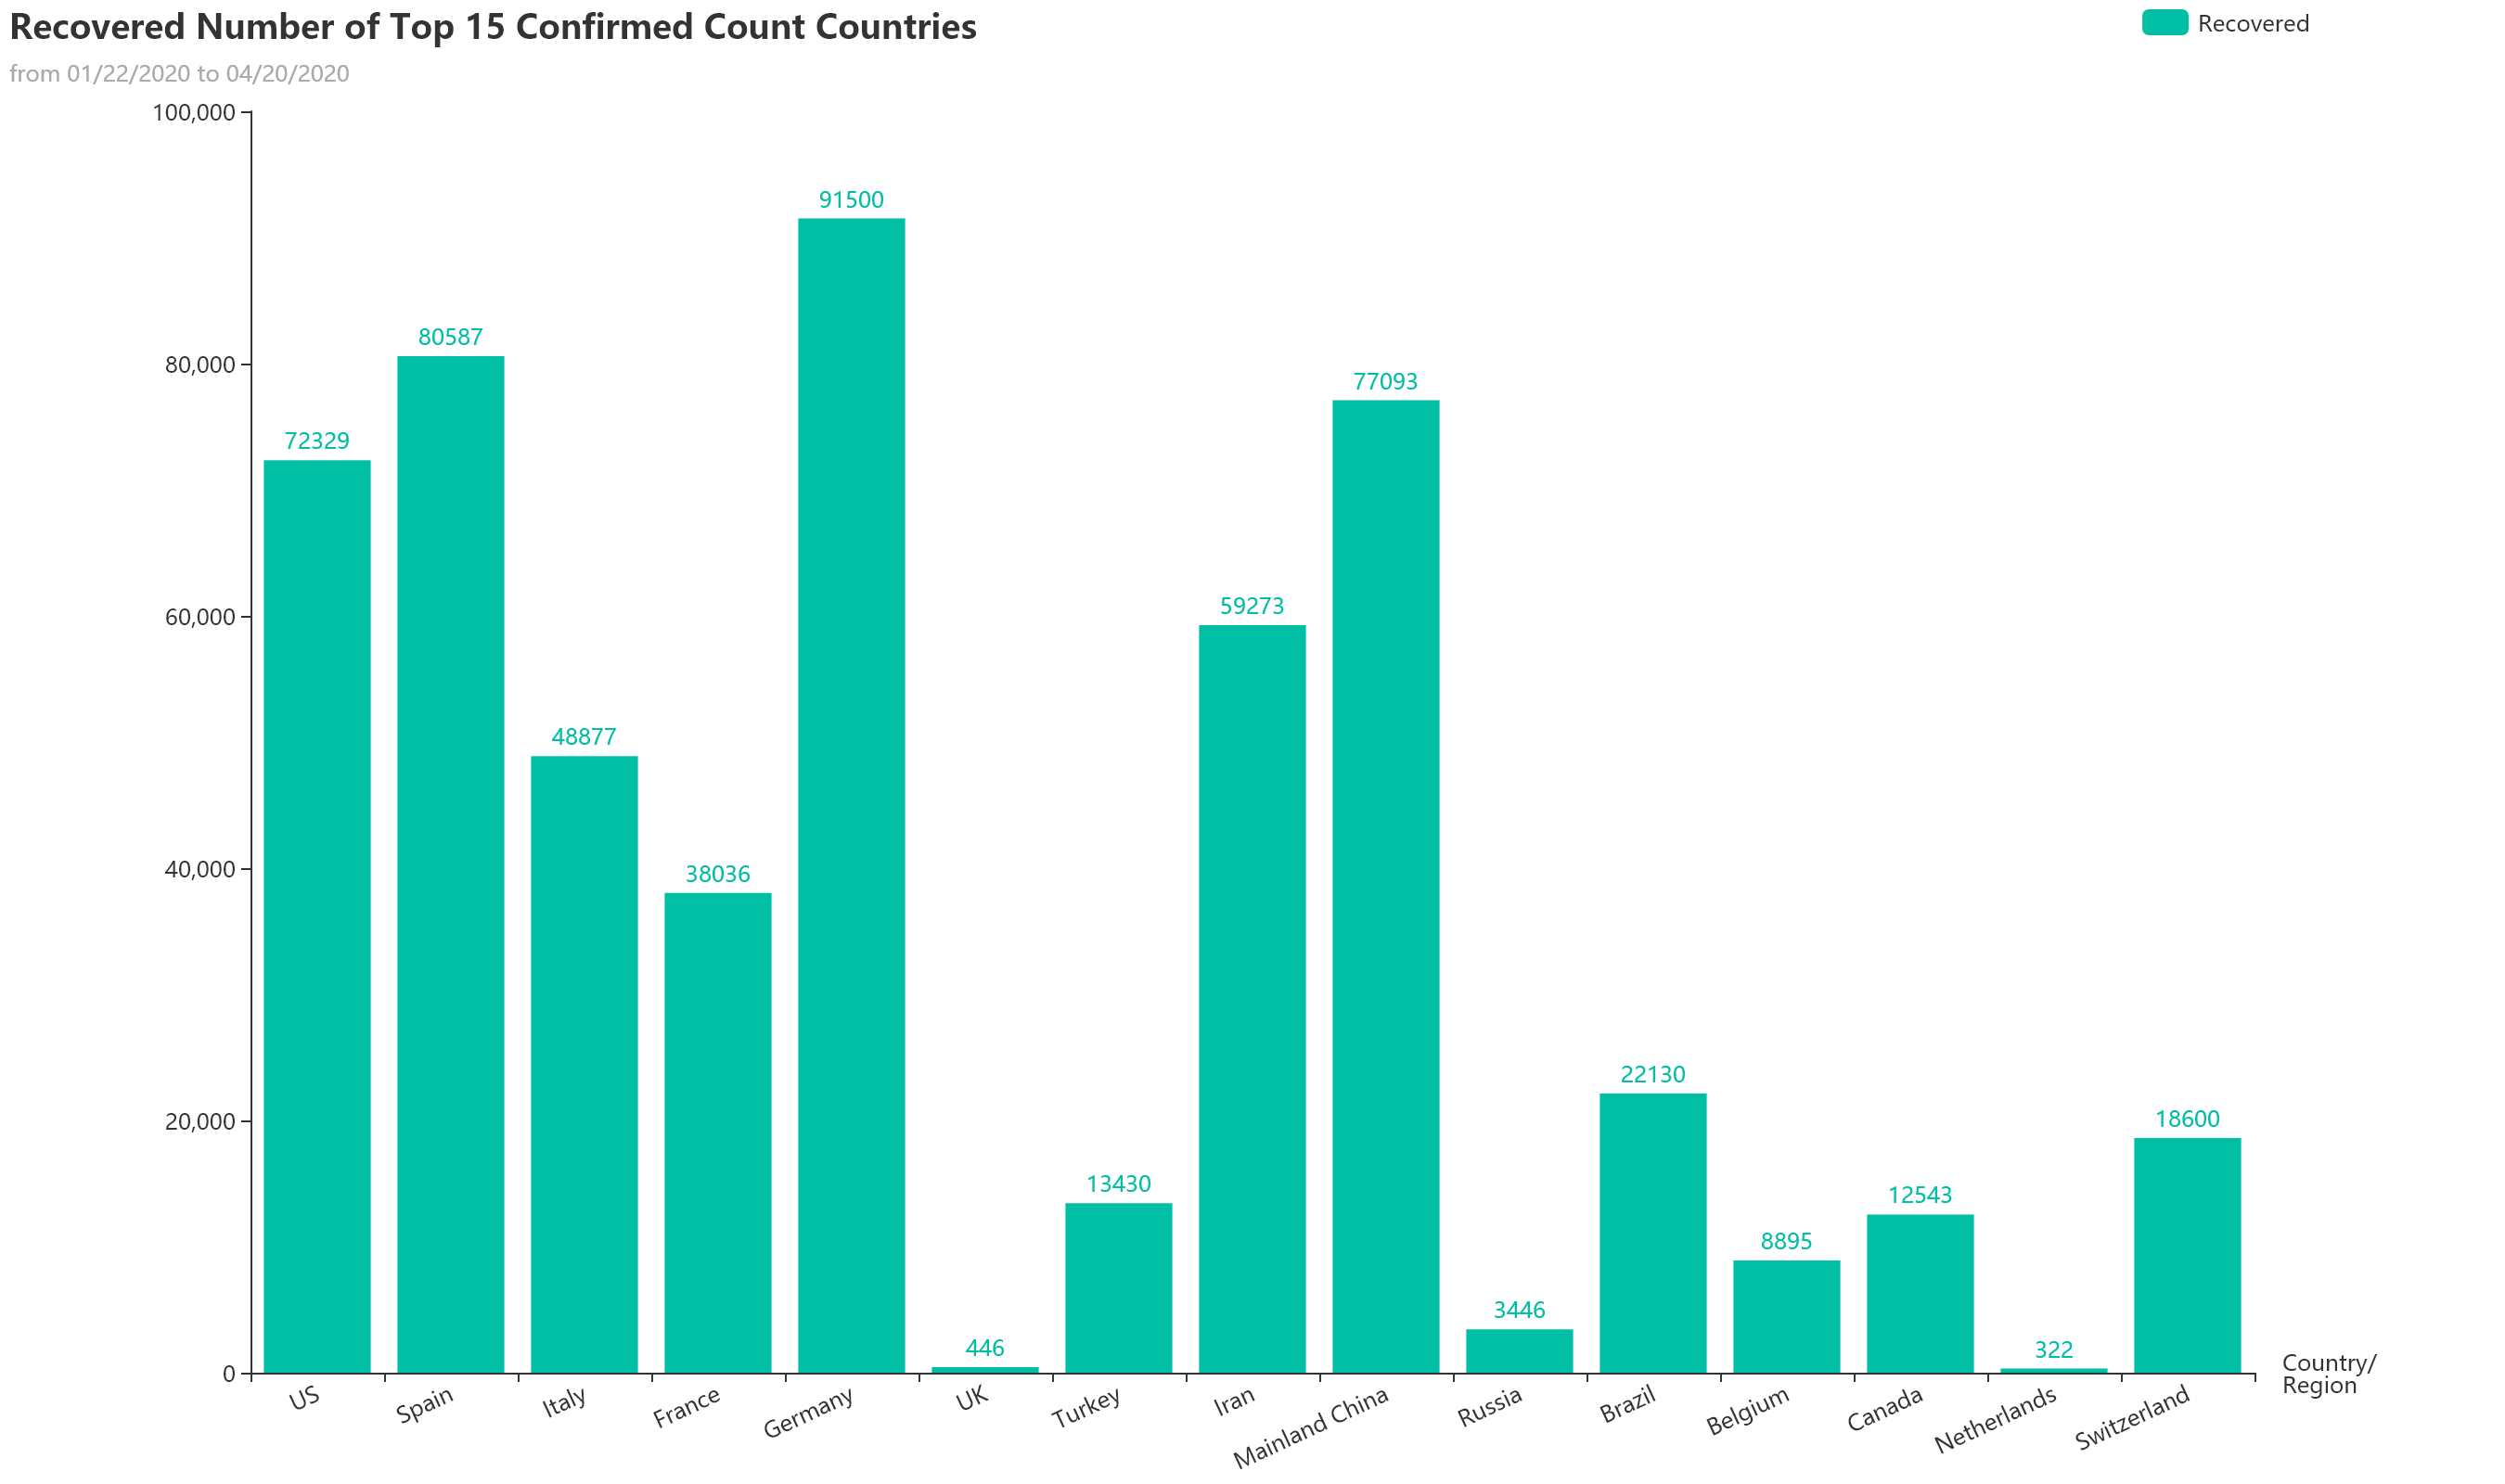 Recovered Number of Top 15 Confirmed Count Countries
from 01/22/2020 to 04/20/2020
Recovered
100,000
80,000
60,000
40,000
20,000
0
72329
80587
48877
38036
91500
446
13430
59273
77093
3446
22130
8895
12543
322
18600
US
Spain
Italy
France
Germany
UK
Turkey
Iran
Mainland China
Russia
Brazil
Belgium
Canada
Netherlands
Switzerland
Country/
Region